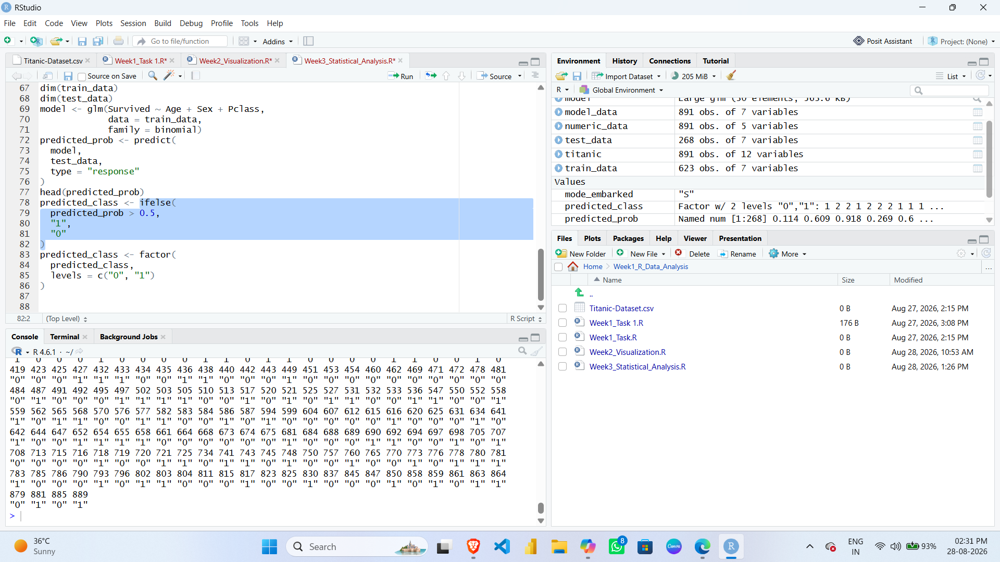 RStudio
File Edit Code View Plots Session Build Debug Profile Tools Help
Go to file/function Addins Posit Assistant Project: (None)
Titanic-Dataset.csv Week1_Task 1.R* Week2_Visualization.R* Week3_Statistical_Analysis.R*
Source on Save Run Source
67 dim(train_data)
68 dim(test_data)
69 model <- glm(Survived ~ Age + Sex + Pclass,
70 data = train_data,
71 family = binomial)
72 predicted_prob <- predict(
73 model,
74 test_data,
75 type = "response"
76 )
77 head(predicted_prob)
78 predicted_class <- ifelse(
79 predicted_prob > 0.5,
80 "1",
81 "0"
82 )
83 predicted_class <- factor(
84 predicted_class,
85 levels = c("0", "1")
86 )
87
88
82:2 (Top Level) R Script
Console Terminal Background Jobs
R 4.6.1 · ~/
1 0 0 0 1 0 0 0 0 1 1 0 1 1 0 0 0 0 1 1 0 0 1 0
419 423 425 427 432 433 434 435 436 438 440 442 443 449 451 453 454 460 462 469 471 472 478 481
"0" "0" "0" "1" "1" "1" "0" "0" "1" "1" "0" "0" "0" "1" "0" "0" "0" "0" "0" "0" "0" "0" "0" "0"
484 487 491 492 495 497 502 503 505 510 513 517 520 521 525 527 531 532 533 536 547 550 552 558
"0" "1" "0" "0" "0" "1" "1" "1" "1" "0" "0" "1" "0" "1" "0" "1" "1" "0" "0" "1" "1" "0" "0" "1"
559 562 565 568 570 576 577 582 583 584 586 587 594 599 604 607 612 615 616 620 625 631 634 641
"1" "0" "1" "1" "0" "0" "1" "1" "0" "0" "1" "0" "1" "0" "0" "0" "0" "0" "1" "0" "0" "0" "1" "0"
642 644 647 652 654 655 658 661 664 668 673 674 675 681 684 688 689 690 692 694 697 698 705 707
"1" "0" "0" "1" "1" "1" "1" "0" "0" "0" "0" "0" "0" "1" "0" "0" "0" "1" "1" "0" "0" "1" "0" "1"
708 713 715 716 718 719 720 721 725 734 741 743 745 748 750 757 760 765 770 773 776 778 780 781
"0" "0" "0" "0" "1" "0" "0" "1" "1" "0" "1" "1" "0" "1" "0" "0" "1" "0" "0" "1" "0" "1" "1" "1"
783 785 786 790 793 796 802 803 804 811 815 817 823 825 830 837 845 847 850 858 859 861 863 864
"1" "0" "0" "0" "1" "0" "1" "1" "0" "0" "0" "1" "0" "0" "1" "0" "0" "0" "1" "0" "1" "0" "1" "1"
879 881 885 889
"0" "1" "0" "1"
>
Environment History Connections Tutorial
Import Dataset 205 MiB List
R Global Environment
model Large glm (30 elements, 565.6 kB)
model_data 891 obs. of 7 variables
numeric_data 891 obs. of 5 variables
test_data 268 obs. of 7 variables
titanic 891 obs. of 12 variables
train_data 623 obs. of 7 variables
Values
mode_embarked "S"
predicted_class Factor w/ 2 levels "0","1": 1 2 2 1 2 2 2 1 1 1 ...
predicted_prob Named num [1:268] 0.114 0.609 0.918 0.269 0.6 ...
Files Plots Packages Help Viewer Presentation
New Folder New File Delete Rename More
Home Week1_R_Data_Analysis ...
Name Size Modified
..
Titanic-Dataset.csv 0 B Aug 27, 2026, 2:15 PM
Week1_Task 1.R 176 B Aug 27, 2026, 3:08 PM
Week1_Task.R 0 B Aug 27, 2026, 2:15 PM
Week2_Visualization.R 0 B Aug 28, 2026, 10:53 AM
Week3_Statistical_Analysis.R 0 B Aug 28, 2026, 1:26 PM
36°C
Sunny
Search
Canva
8
ENG
IN
93%
02:31 PM
28-08-2026